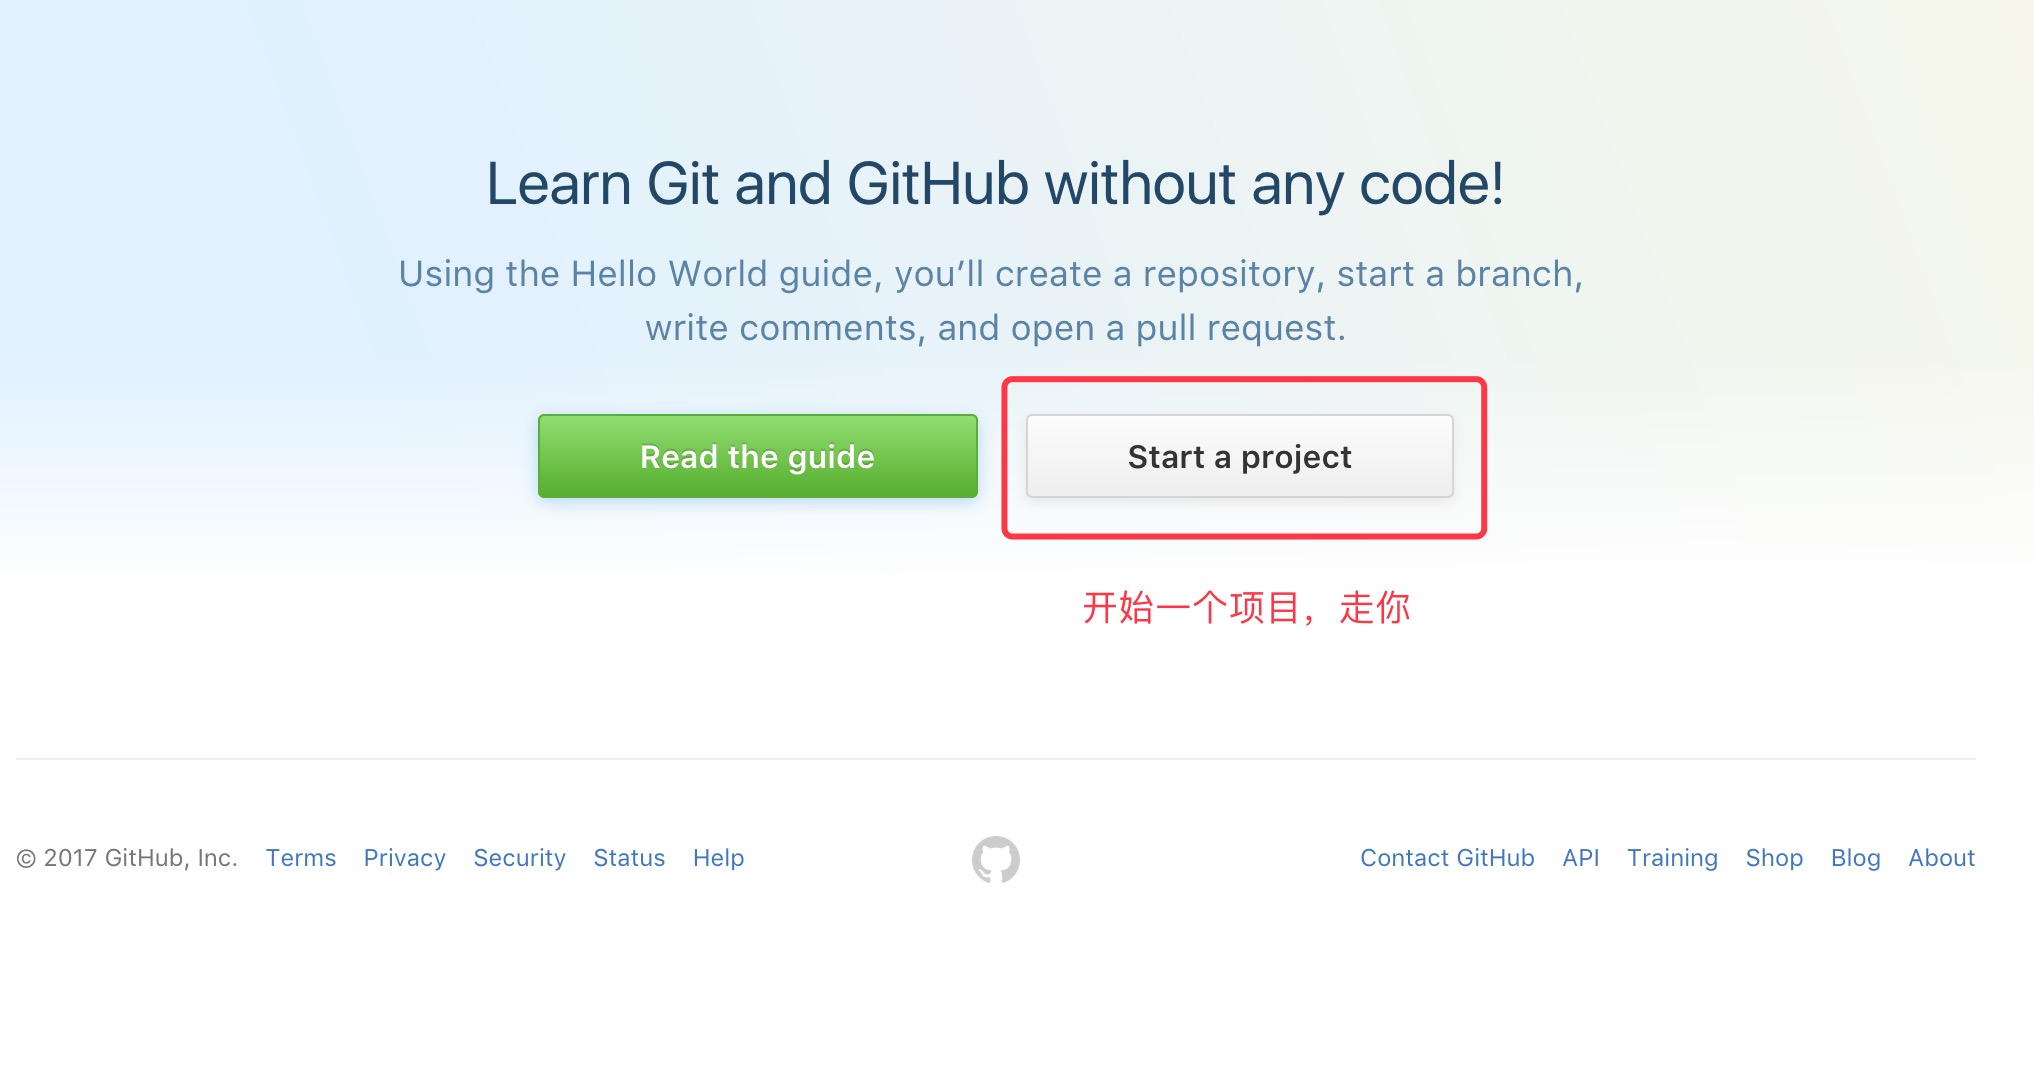 Learn Git and GitHub without any code!
Using the Hello World guide, you’ll create a repository, start a branch,
write comments, and open a pull request.
Read the guide
Start a project
开始一个项目，走你
© 2017 GitHub, Inc. Terms Privacy Security Status Help
Contact GitHub API Training Shop Blog About